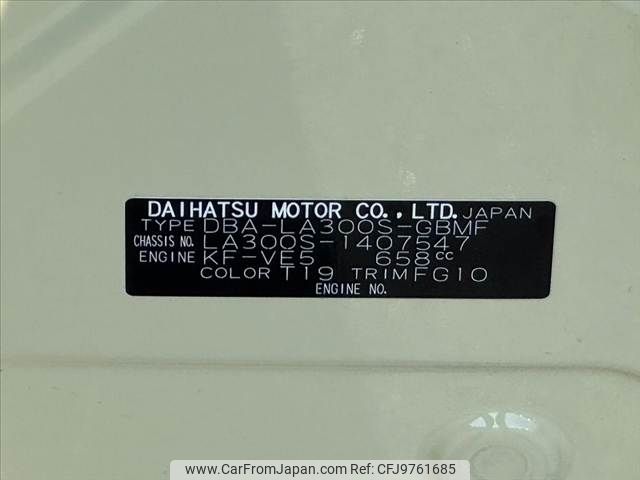 DAIHATSU MOTOR CO., LTD. JAPAN
TYPE DBA-LA300S-GBMF
CHASSIS NO. LA300S-1407547
ENGINE KF-VE5 658cc
COLOR T19 TRIM FG10
ENGINE NO.
www.CarFromJapan.com | Ref ID CFJ9761685